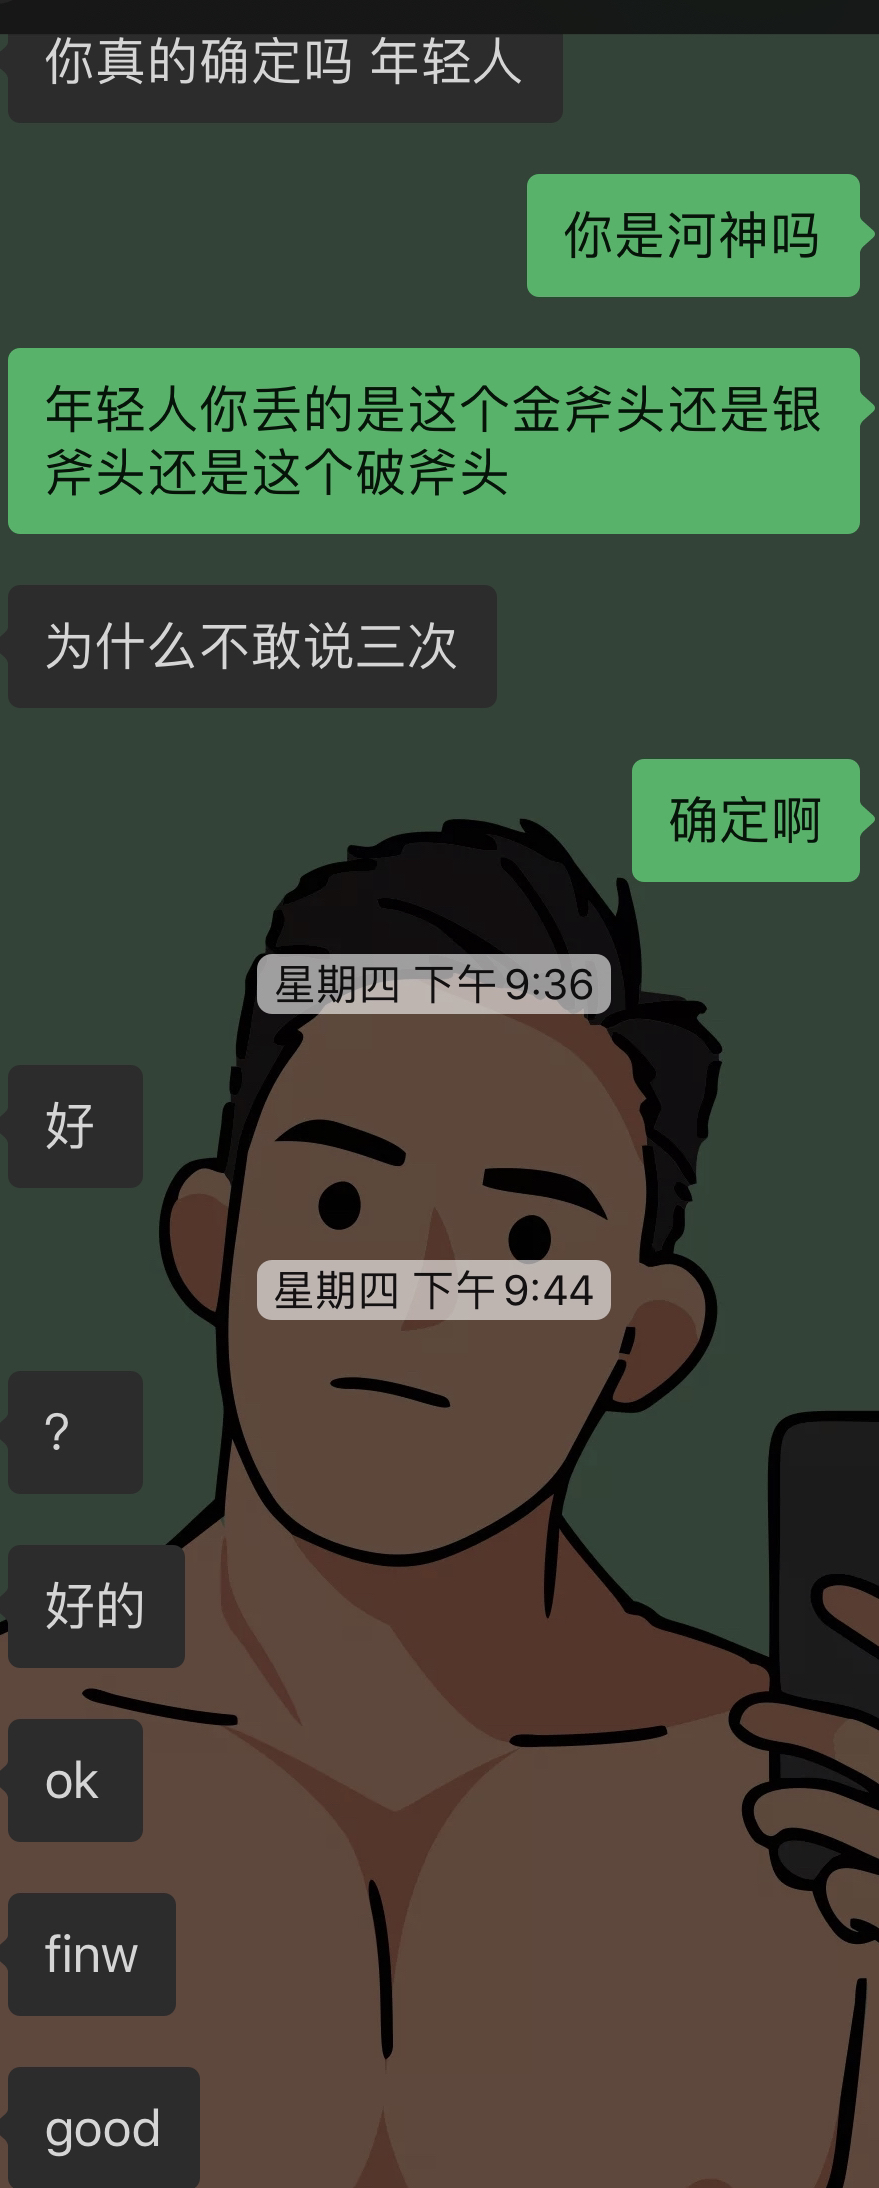 你真的确定吗 年轻人
你是河神吗
年轻人你丢的是这个金斧头还是银
斧头还是这个破斧头
为什么不敢说三次
确定啊
星期四 下午 9:36
好
星期四 下午 9:44
?
好的
ok
finw
good